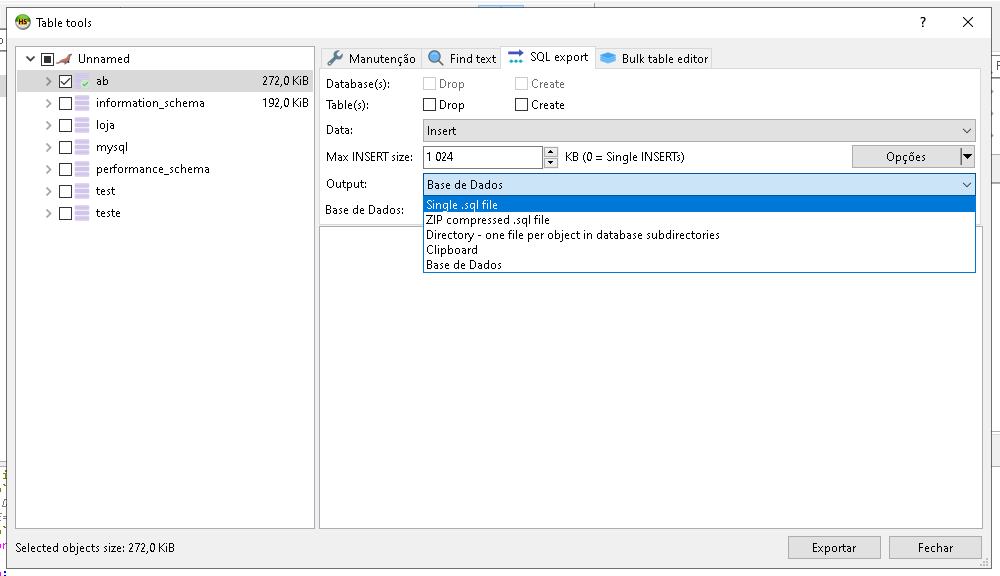 HS
Table tools
?
Unnamed
ab 272,0 KiB
information_schema 192,0 KiB
loja
mysql
performance_schema
test
teste
Manutenção Find text SQL export Bulk table editor
Database(s): Drop Create
Table(s): Drop Create
Data: Insert
Max INSERT size: 1 024 KB (0 = Single INSERTs) Opções
Output: Base de Dados
Base de Dados:
Single .sql file
ZIP compressed .sql file
Directory - one file per object in database subdirectories
Clipboard
Base de Dados
Selected objects size: 272,0 KiB
Exportar Fechar